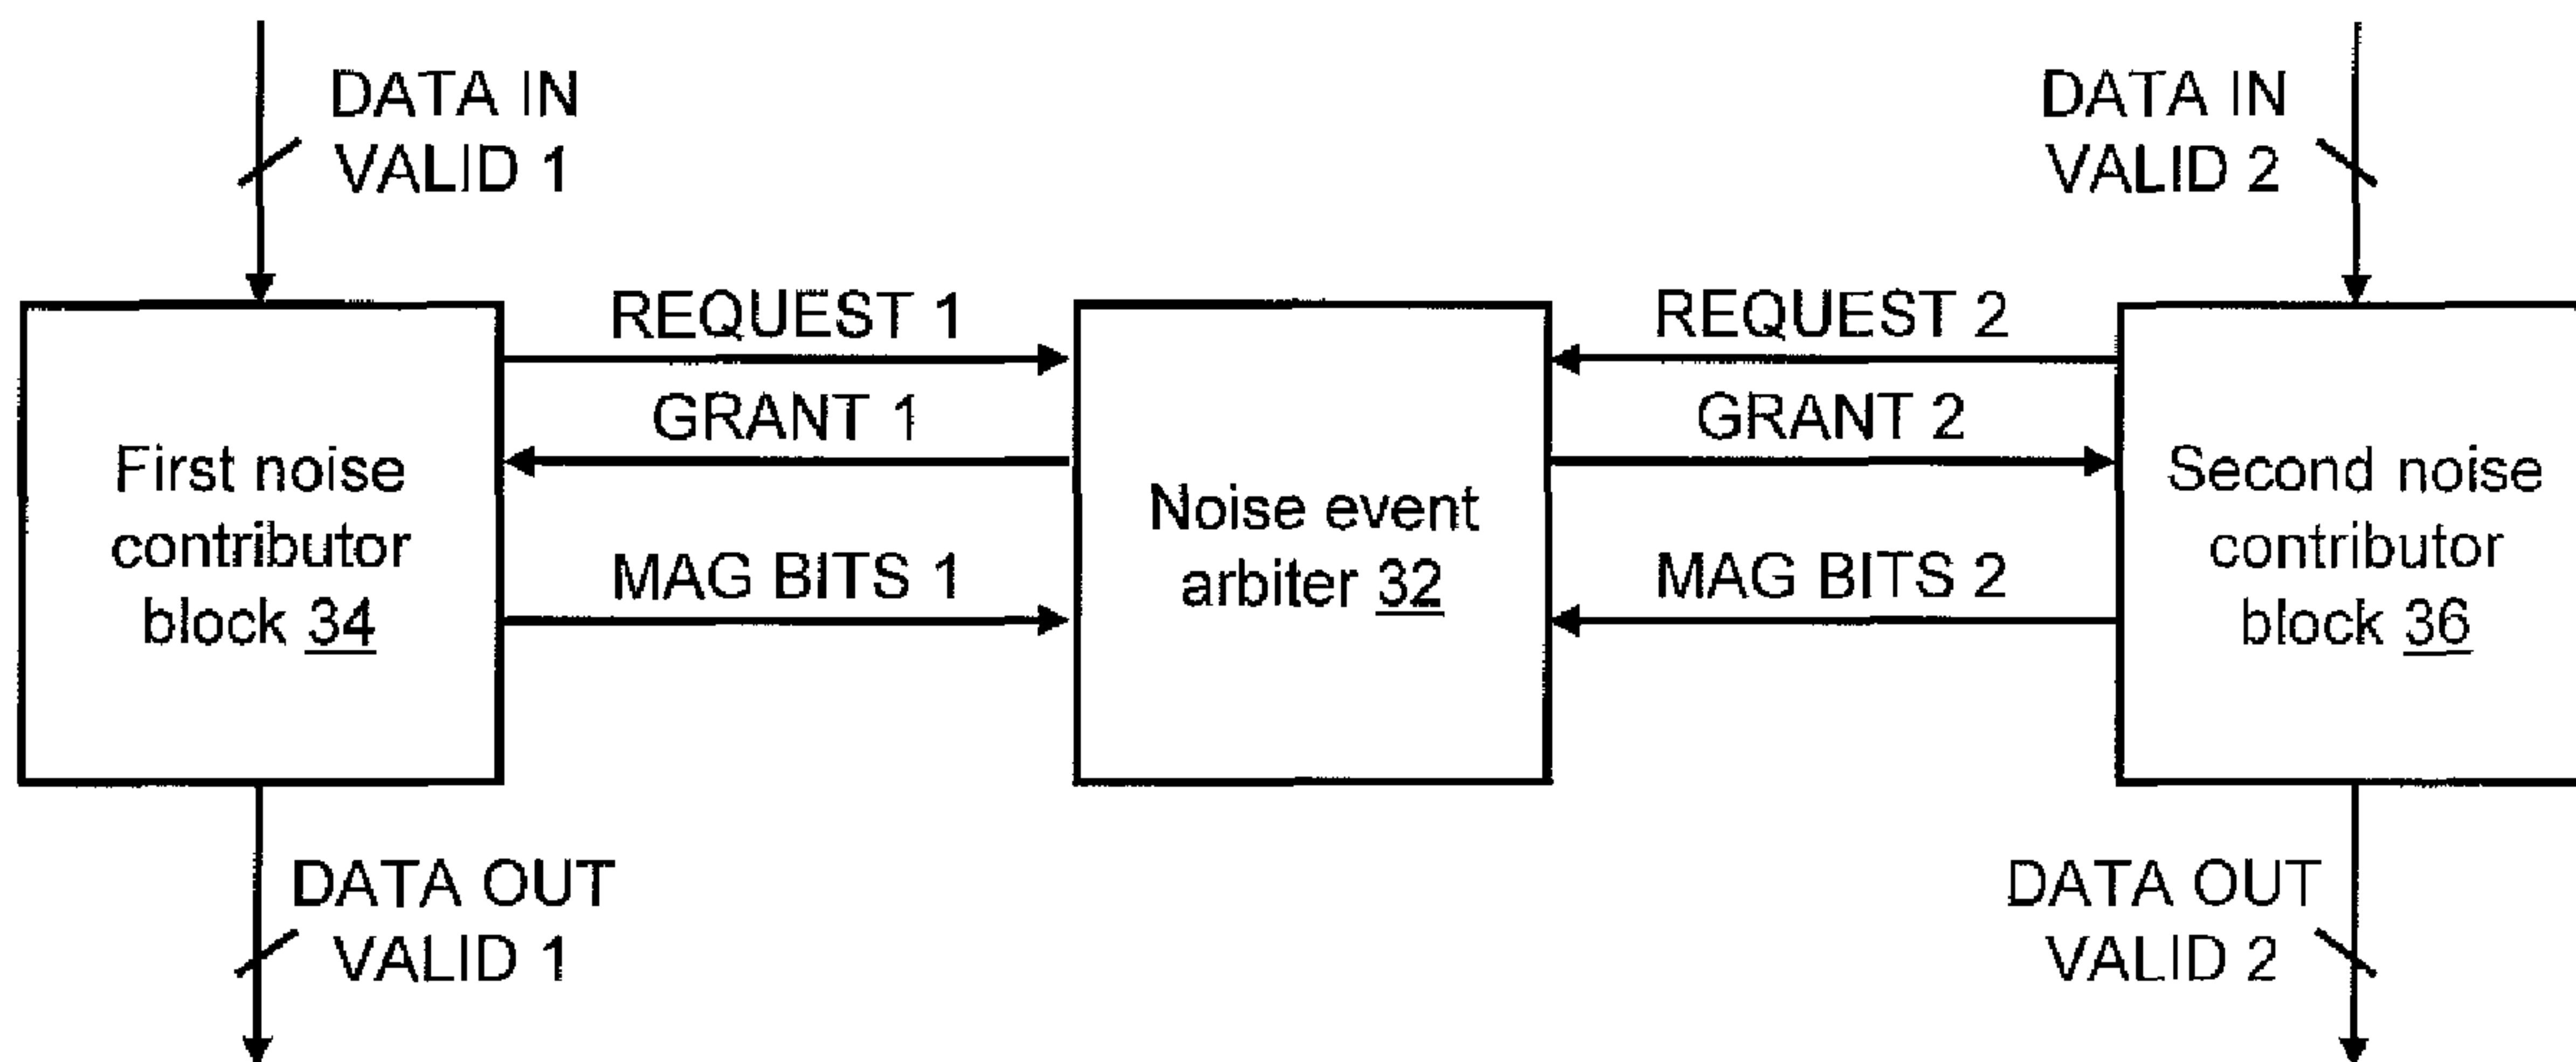 DATA IN
VALID 1
DATA IN
VALID 2
REQUEST 1
GRANT 1
MAG BITS 1
REQUEST 2
GRANT 2
MAG BITS 2
First noise
contributor
block 34
Noise event
arbiter 32
Second noise
contributor
block 36
DATA OUT
VALID 1
DATA OUT
VALID 2